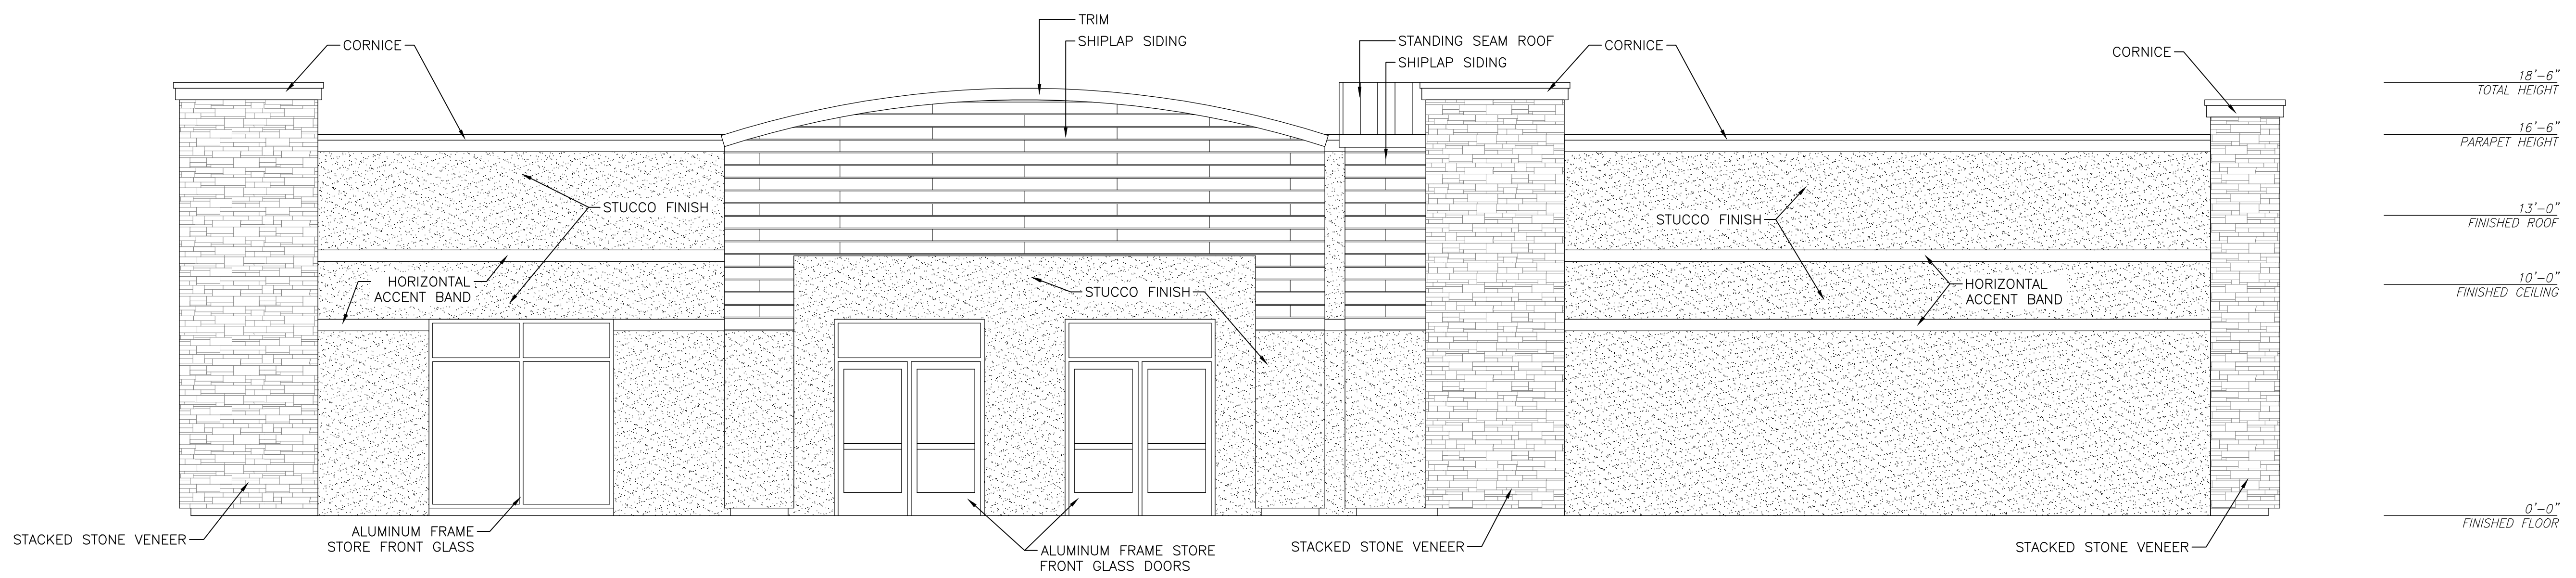 TRIM
SHIPLAP SIDING
CORNICE
STANDING SEAM ROOF
SHIPLAP SIDING
CORNICE
CORNICE
18'-6"
TOTAL HEIGHT
16'-6"
PARAPET HEIGHT
STUCCO FINISH
STUCCO FINISH
13'-0"
FINISHED ROOF
HORIZONTAL
ACCENT BAND
STUCCO FINISH
HORIZONTAL
ACCENT BAND
10'-0"
FINISHED CEILING
0'-0"
FINISHED FLOOR
STACKED STONE VENEER
ALUMINUM FRAME
STORE FRONT GLASS
ALUMINUM FRAME STORE
FRONT GLASS DOORS
STACKED STONE VENEER
STACKED STONE VENEER